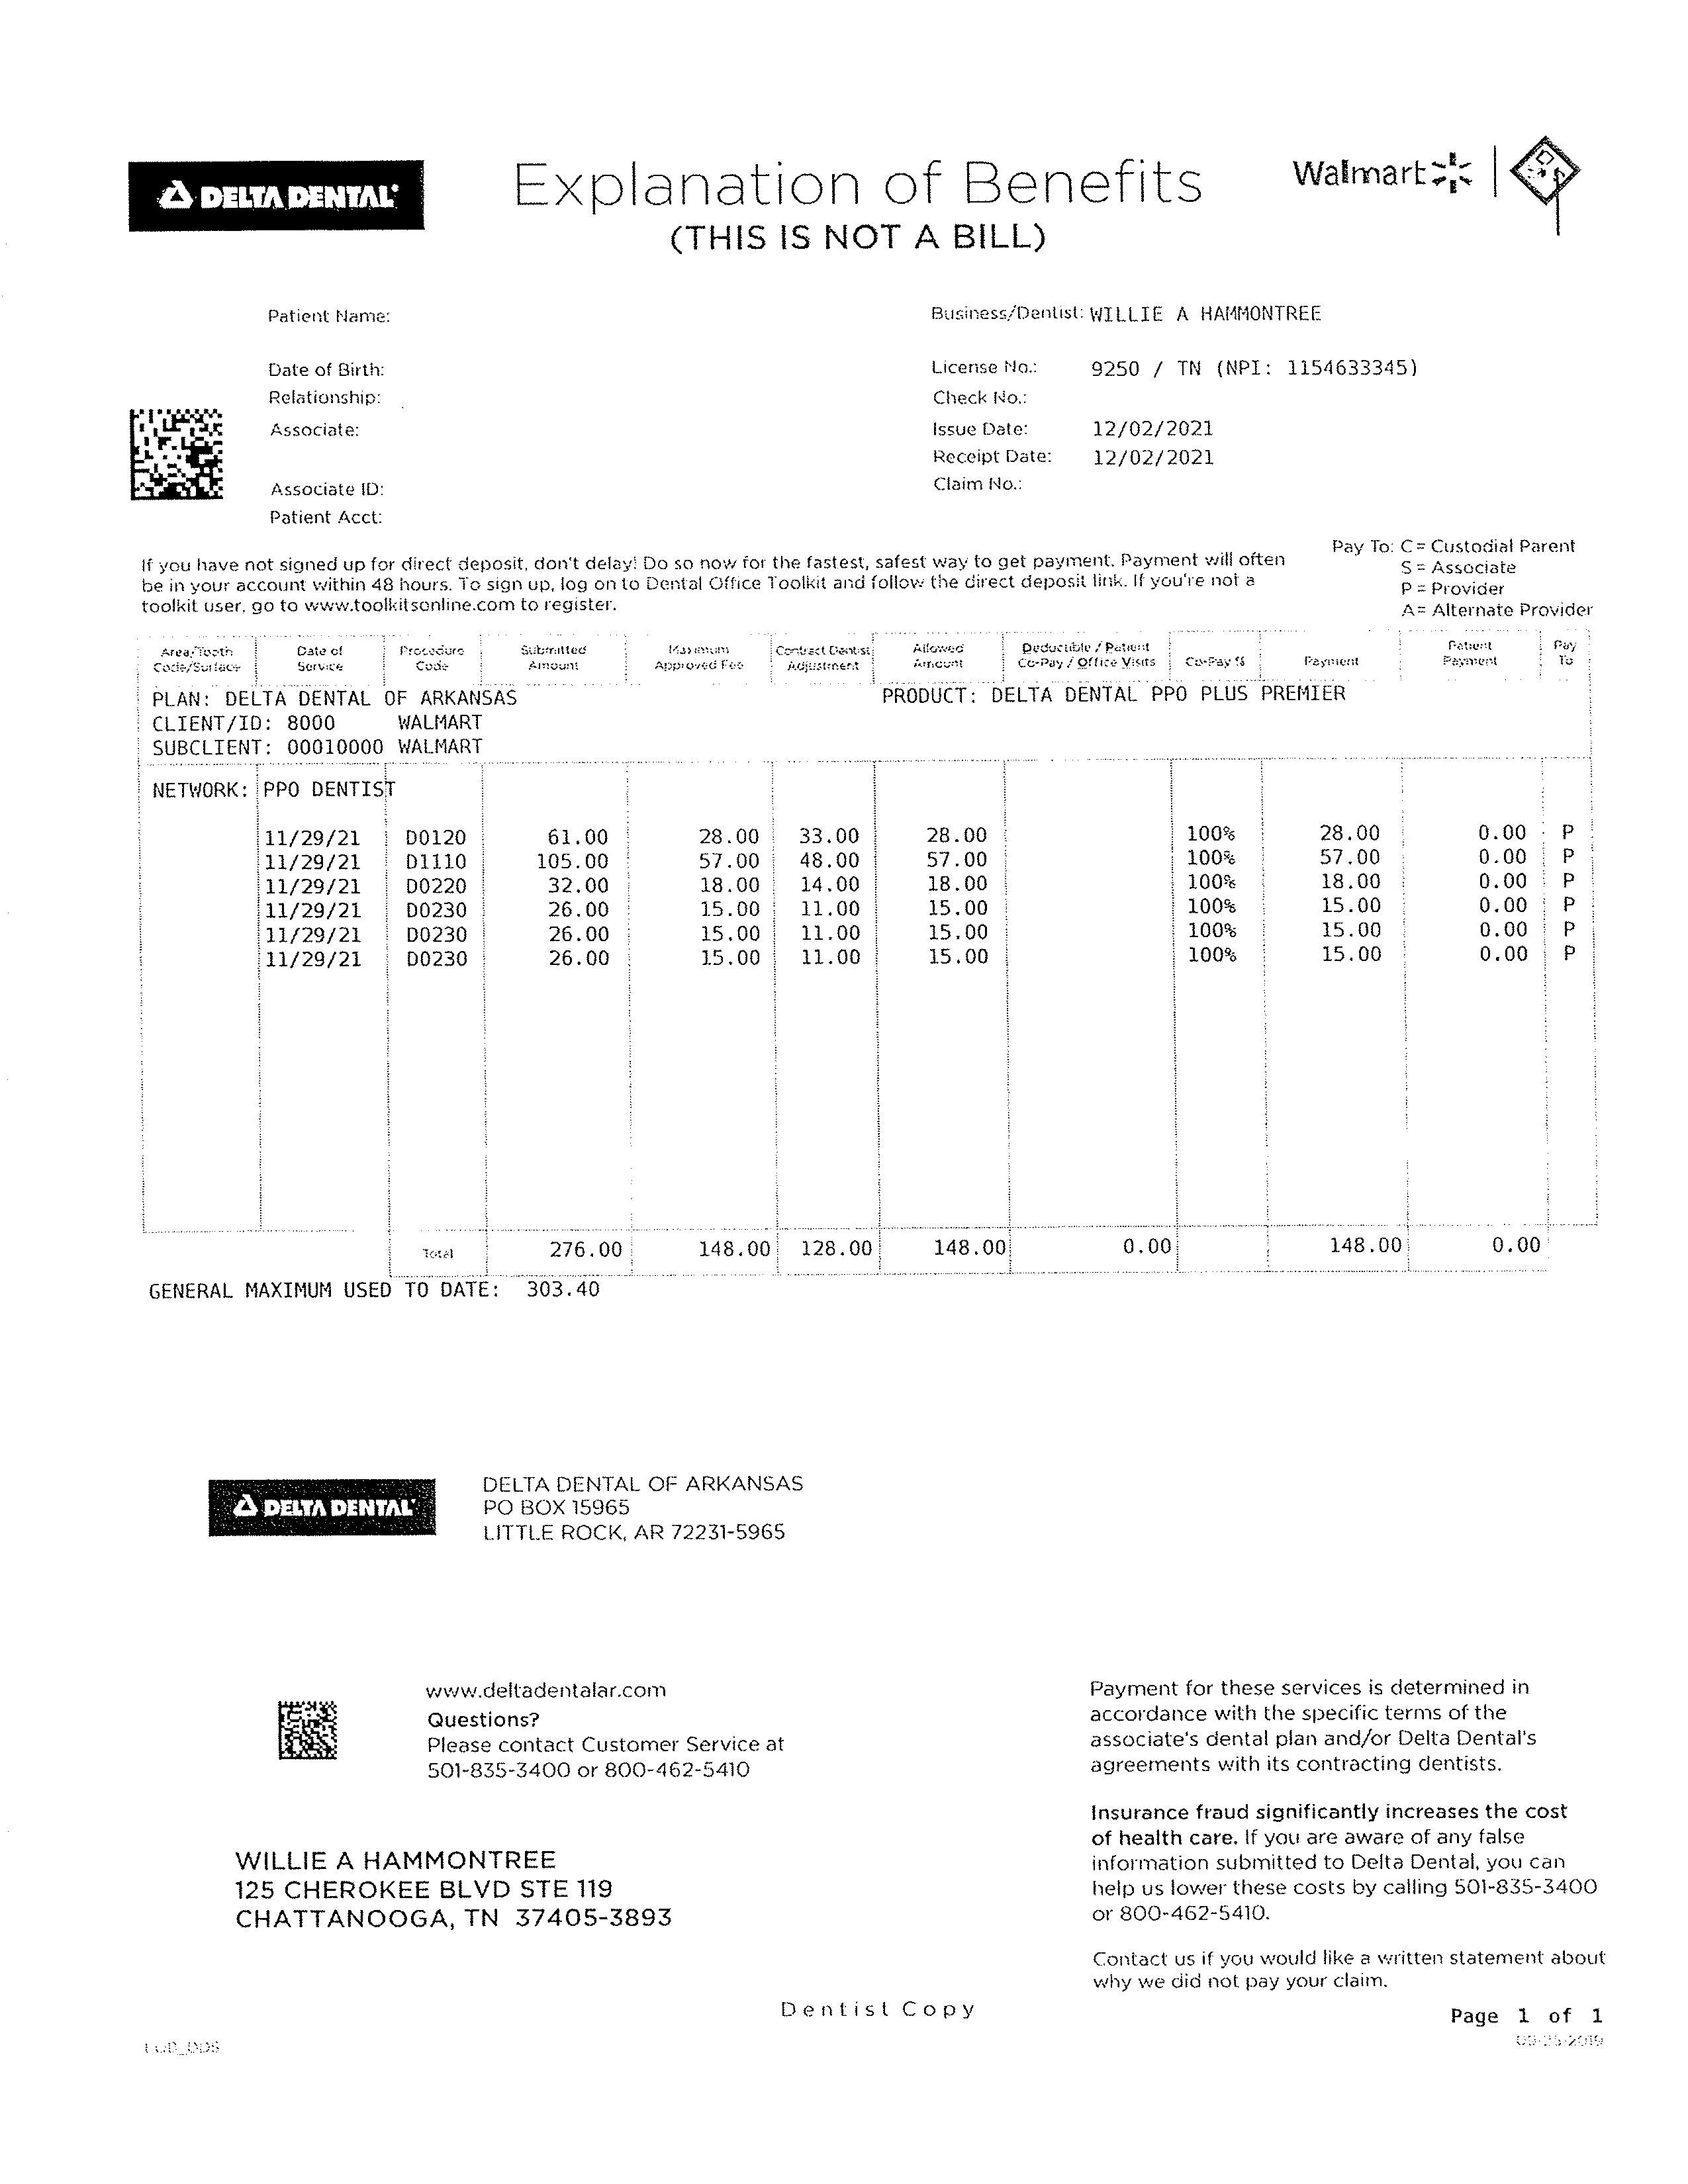 DELTA DENTAL
Explanation of Benefits
(THIS IS NOT A BILL)
Walmart
Patient Name:
Business/Dentist: WILLIE A HAMMONTREE
Date of Birth:
License No.: 9250 / TN (NPI: 1154633345)
Relationship:
Check No.:
Associate:
Issue Date: 12/02/2021
Receipt Date: 12/02/2021
Associate ID:
Claim No.:
Patient Acct:
If you have not signed up for direct deposit, don't delay! Do so now for the fastest, safest way to get payment. Payment will often
be in your account within 48 hours. To sign up, log on to Dental Office Toolkit and follow the direct deposit link. If you're not a
toolkit user, go to www.toolkitsonline.com to register.
Pay To: C = Custodial Parent
S = Associate
P = Provider
A= Alternate Provider
Area/Tooth Code/Surface Date of Service Procedure Code Submitted Amount Maximum Approved Fee Contract Dentist Adjustment Allowed Amount Deductible / Patient Co-Pay / Office Visits Co-Pay % Payment Patient Payment Pay To
PLAN: DELTA DENTAL OF ARKANSAS PRODUCT: DELTA DENTAL PPO PLUS PREMIER
CLIENT/ID: 8000 WALMART
SUBCLIENT: 00010000 WALMART
NETWORK: PPO DENTIST
11/29/21 D0120 61.00 28.00 33.00 28.00 100% 28.00 0.00 P
11/29/21 D1110 105.00 57.00 48.00 57.00 100% 57.00 0.00 P
11/29/21 D0220 32.00 18.00 14.00 18.00 100% 18.00 0.00 P
11/29/21 D0230 26.00 15.00 11.00 15.00 100% 15.00 0.00 P
11/29/21 D0230 26.00 15.00 11.00 15.00 100% 15.00 0.00 P
11/29/21 D0230 26.00 15.00 11.00 15.00 100% 15.00 0.00 P
Total 276.00 148.00 128.00 148.00 0.00 148.00 0.00
GENERAL MAXIMUM USED TO DATE: 303.40
DELTA DENTAL
DELTA DENTAL OF ARKANSAS
PO BOX 15965
LITTLE ROCK, AR 72231-5965
www.deltadentalar.com
Questions?
Please contact Customer Service at
501-835-3400 or 800-462-5410
WILLIE A HAMMONTREE
125 CHEROKEE BLVD STE 119
CHATTANOOGA, TN 37405-3893
Payment for these services is determined in
accordance with the specific terms of the
associate's dental plan and/or Delta Dental's
agreements with its contracting dentists.
Insurance fraud significantly increases the cost
of health care. If you are aware of any false
information submitted to Delta Dental, you can
help us lower these costs by calling 501-835-3400
or 800-462-5410.
Contact us if you would like a written statement about
why we did not pay your claim.
Dentist Copy
Page 1 of 1